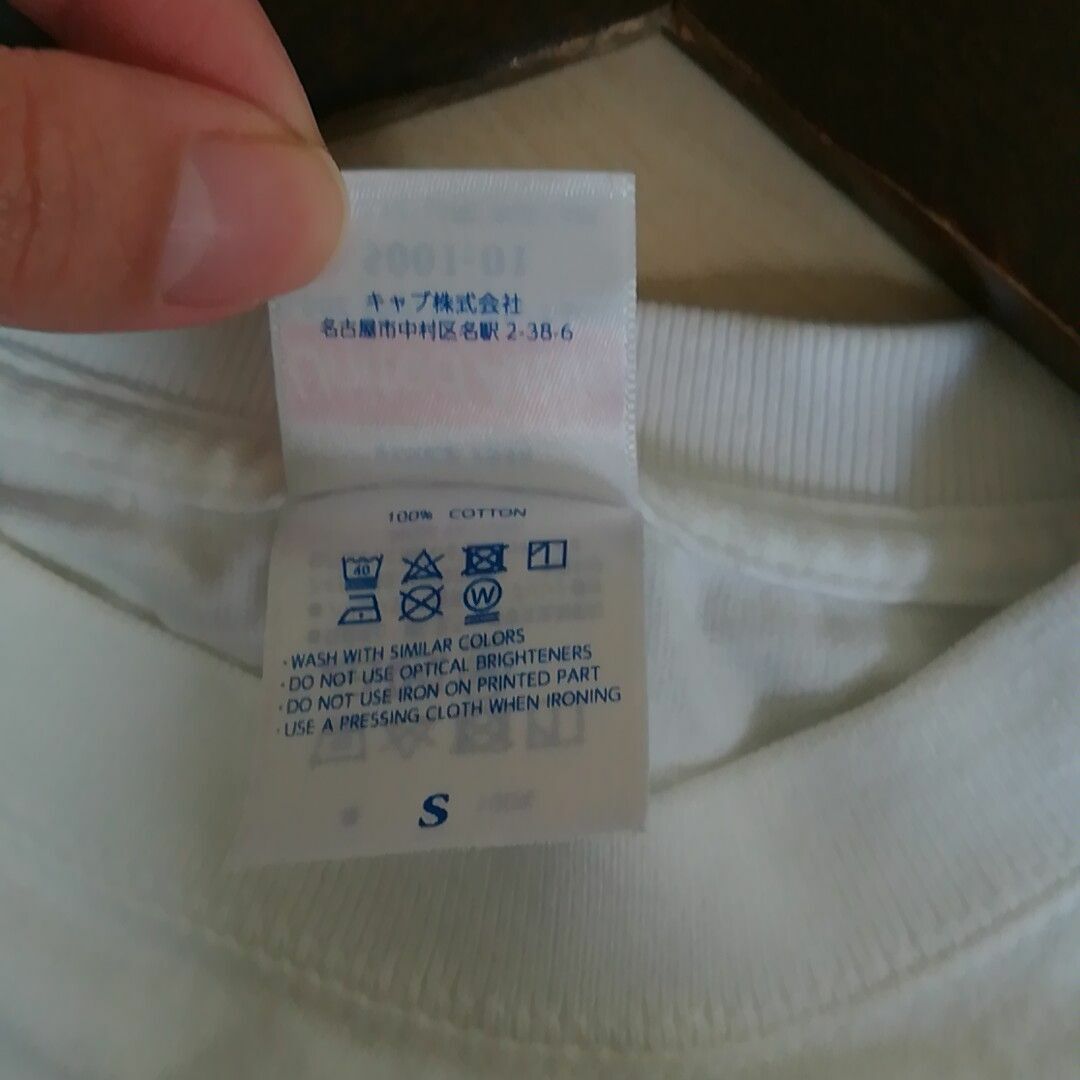 キャブ株式会社
名古屋市中村区名駅 2-38-6
100% COTTON
40
W
·WASH WITH SIMILAR COLORS
·DO NOT USE OPTICAL BRIGHTENERS
·DO NOT USE IRON ON PRINTED PART
·USE A PRESSING CLOTH WHEN IRONING
S